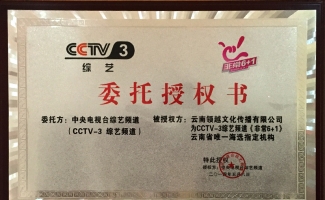 CCTV 3
综艺
非常6+1
委托授权书
委托方：中央电视台综艺频道
（CCTV-3 综艺频道）
被授权方：云南领越文化传播有限公司
为CCTV-3综艺频道《非常6+1》
云南省唯一海选指定机构
特此授权